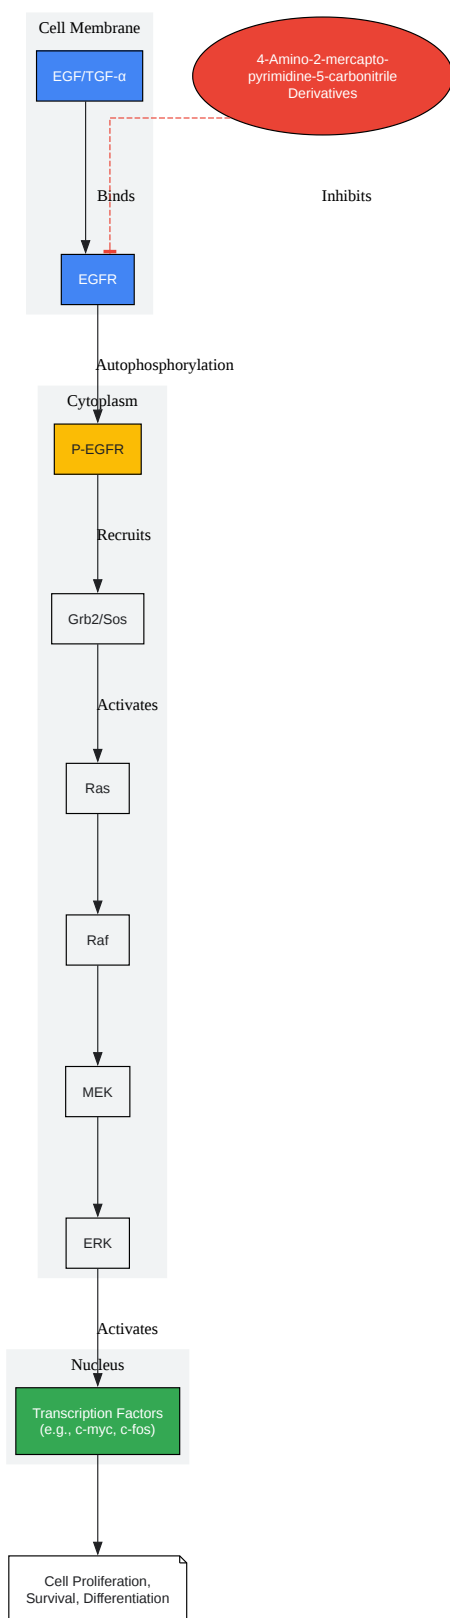 Cell Membrane
EGF/TGF-α
4-Amino-2-mercapto-
pyrimidine-5-carbonitrile
Derivatives
Binds
Inhibits
EGFR
Autophosphorylation
Cytoplasm
P-EGFR
Recruits
Grb2/Sos
Activates
Ras
Raf
MEK
ERK
Activates
Nucleus
Transcription Factors
(e.g., c-myc, c-fos)
Cell Proliferation,
Survival, Differentiation